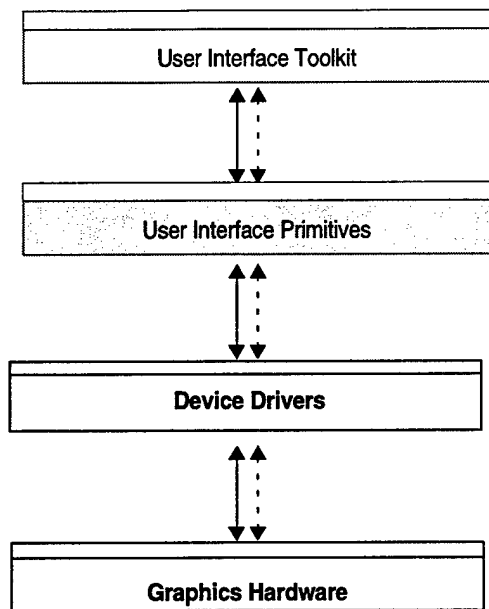 User Interface Toolkit
User Interface Primitives
Device Drivers
Graphics Hardware